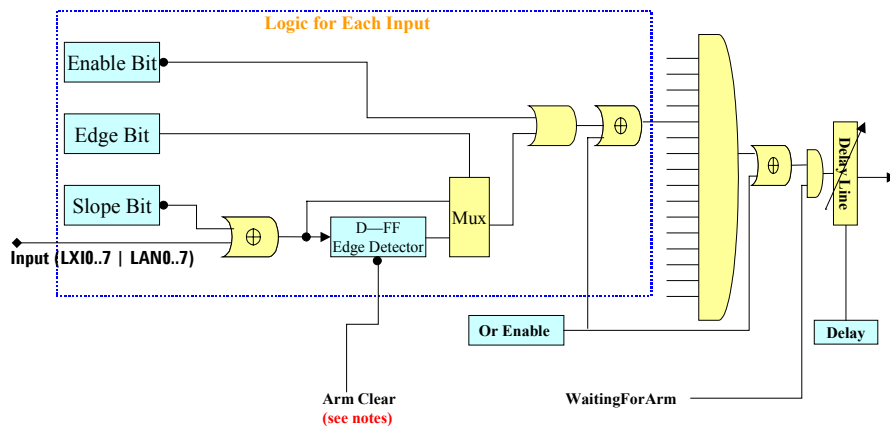 Logic for Each Input
Enable Bit
Edge Bit
Slope Bit
Mux
D—FF
Edge Detector
Input (LXI0..7 | LAN0..7)
Delay Line
Or Enable
Delay
Arm Clear
(see notes)
WaitingForArm